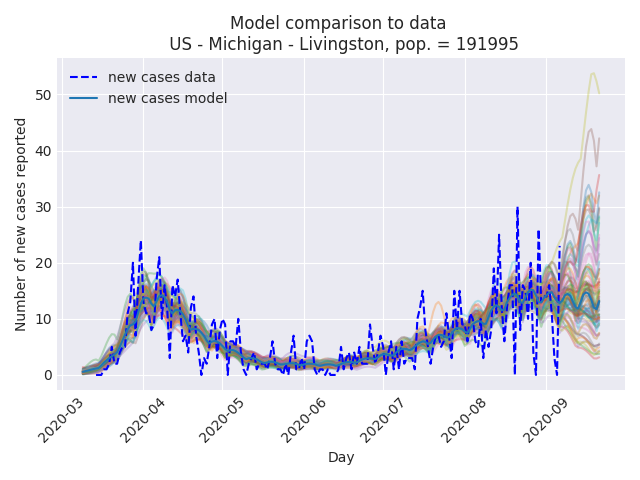 Model comparison to data
US - Michigan - Livingston, pop. = 191995
new cases data
new cases model
Number of new cases reported
50
40
30
20
10
0
2020-03
2020-04
2020-05
2020-06
2020-07
2020-08
2020-09
Day